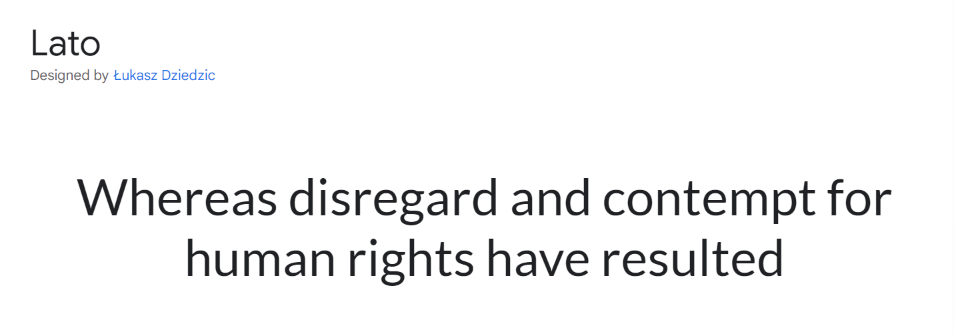 Lato
Designed by Łukasz Dziedzic
Whereas disregard and contempt for
human rights have resulted